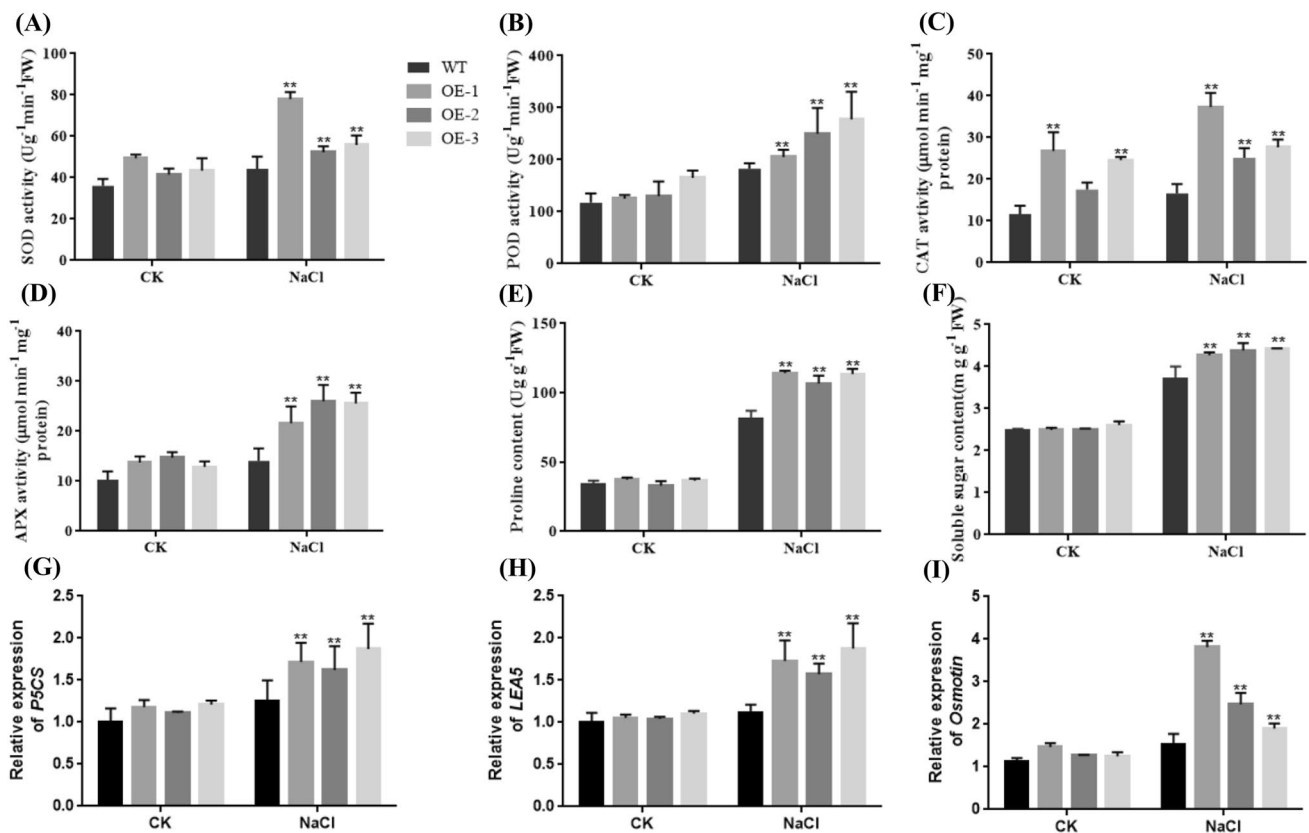 (A)
SOD activity (Ug⁻¹min⁻¹FW)
100
80
60
40
20
0
**
**
**
CK
NaCl
WT
OE-1
OE-2
OE-3
(B)
POD activity (Ug⁻¹min⁻¹FW)
400
300
200
100
0
**
**
**
CK
NaCl
(C)
CAT avtivity (μmol min⁻¹ mg⁻¹
protein)
50
40
30
20
10
0
**
**
**
**
**
CK
NaCl
(D)
APX avtivity (μmol min⁻¹ mg⁻¹
protein)
40
30
20
10
0
**
**
**
CK
NaCl
(E)
Proline content (Ug g⁻¹FW)
150
100
50
0
**
**
**
CK
NaCl
(F)
Soluble sugar content(m g g⁻¹ FW)
5
4
3
2
1
0
**
**
**
CK
NaCl
(G)
Relative expression
of P5CS
2.5
2.0
1.5
1.0
0.5
0.0
**
**
**
CK
NaCl
(H)
Relative expression
of LEA5
2.5
2.0
1.5
1.0
0.5
0.0
**
**
**
CK
NaCl
(I)
Relative expression
of Osmotin
5
4
3
2
1
0
**
**
**
CK
NaCl